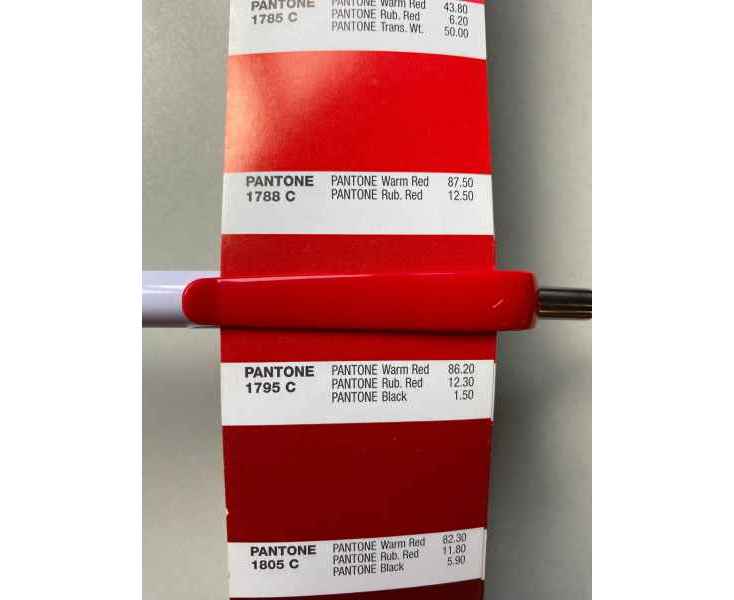 PANTONE PANTONE Warm Red 43.80
1785 C PANTONE Rub. Red 6.20
PANTONE Trans. Wt. 50.00
PANTONE PANTONE Warm Red 87.50
1788 C PANTONE Rub. Red 12.50
PANTONE PANTONE Warm Red 86.20
1795 C PANTONE Rub. Red 12.30
PANTONE Black 1.50
PANTONE PANTONE Warm Red 82.30
1805 C PANTONE Rub. Red 11.80
PANTONE Black 5.90